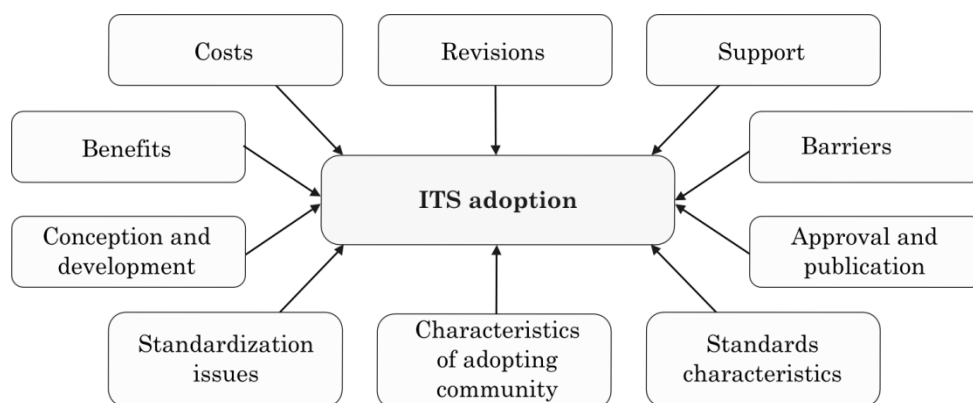 Costs
Revisions
Support
Benefits
Barriers
ITS adoption
Conception and
development
Approval and
publication
Standardization
issues
Characteristics
of adopting
community
Standards
characteristics